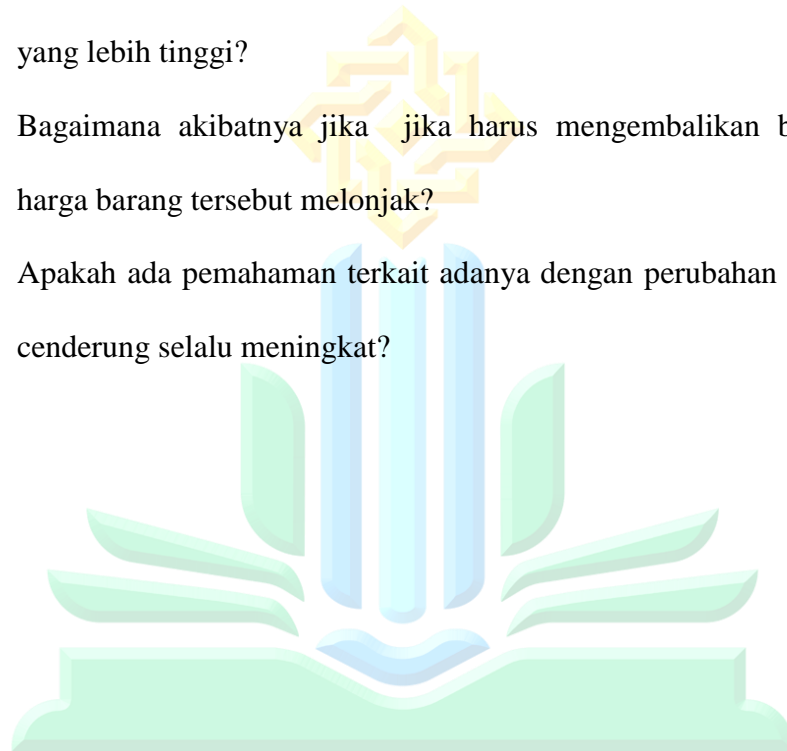 yang lebih tinggi?
Bagaimana akibatnya jika jika harus mengembalikan
harga barang tersebut melonjak?
Apakah ada pemahaman terkait adanya dengan perubahan
cenderung selalu meningkat?